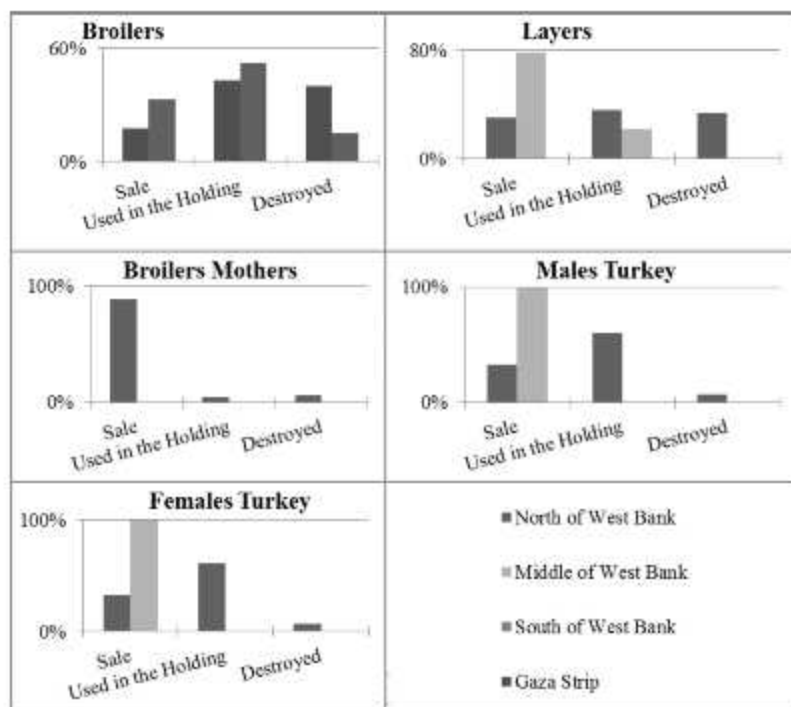 Broilers
60%
0%
Sale
Used in the Holding
Destroyed
Layers
80%
0%
Sale
Used in the Holding
Destroyed
Broilers Mothers
100%
0%
Sale
Used in the Holding
Destroyed
Males Turkey
100%
0%
Sale
Used in the Holding
Destroyed
Females Turkey
100%
0%
Sale
Used in the Holding
Destroyed
North of West Bank
Middle of West Bank
South of West Bank
Gaza Strip